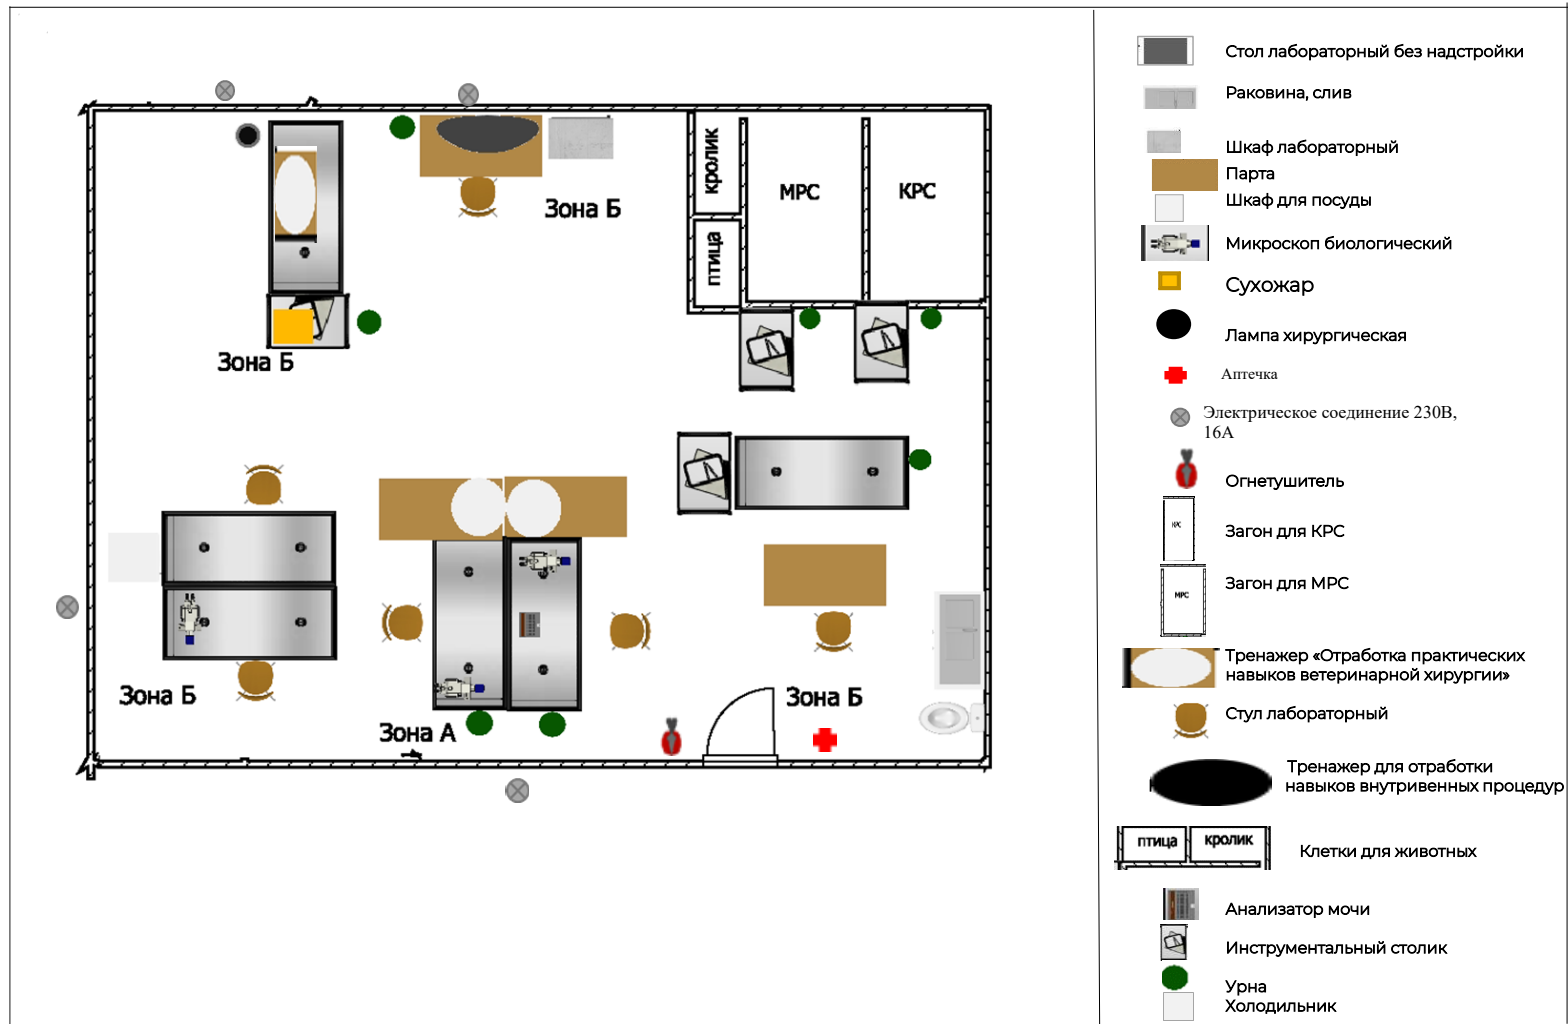 кролик
МРС
КРС
Зона Б
птица
Зона Б
Зона Б
Зона Б
Зона А
Стол лабораторный без надстройки
Раковина, слив
Шкаф лабораторный
Парта
Шкаф для посуды
Микроскоп биологический
Сухожар
Лампа хирургическая
Аптечка
Электрическое соединение 230В,
16А
Огнетушитель
КРС
Загон для КРС
Загон для МРС
МРС
Тренажер «Отработка практических
навыков ветеринарной хирургии»
Стул лабораторный
Тренажер для отработки
навыков внутривенных процедур
птица
кролик
Клетки для животных
Анализатор мочи
Инструментальный столик
Урна
Холодильник